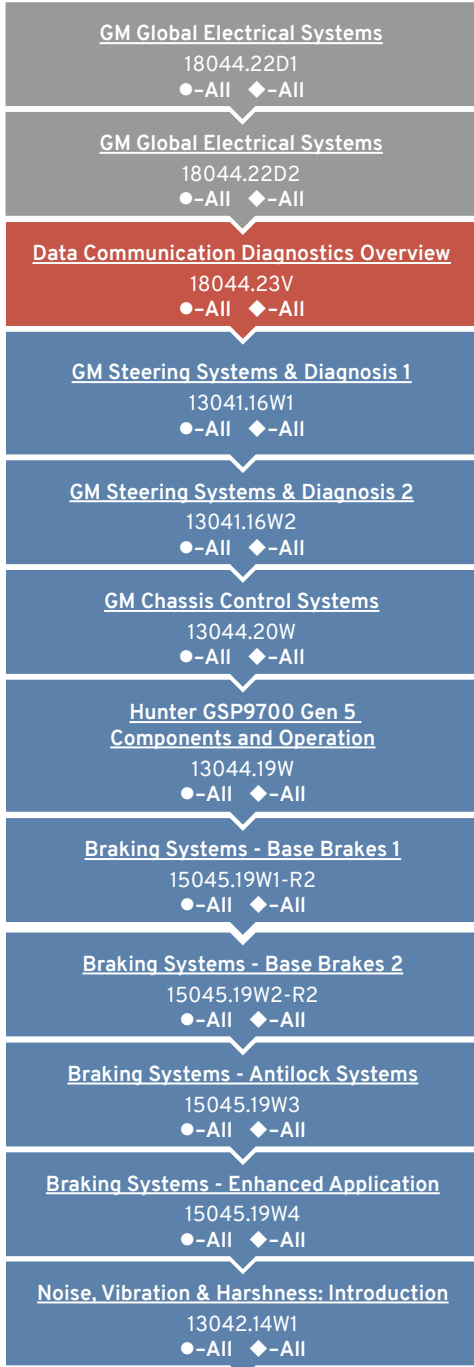 GM Global Electrical Systems
18044.22D1
●–All ◆–All
GM Global Electrical Systems
18044.22D2
●–All ◆–All
Data Communication Diagnostics Overview
18044.23V
●–All ◆–All
GM Steering Systems & Diagnosis 1
13041.16W1
●–All ◆–All
GM Steering Systems & Diagnosis 2
13041.16W2
●–All ◆–All
GM Chassis Control Systems
13044.20W
●–All ◆–All
Hunter GSP9700 Gen 5
Components and Operation
13044.19W
●–All ◆–All
Braking Systems - Base Brakes 1
15045.19W1-R2
●–All ◆–All
Braking Systems - Base Brakes 2
15045.19W2-R2
●–All ◆–All
Braking Systems - Antilock Systems
15045.19W3
●–All ◆–All
Braking Systems - Enhanced Application
15045.19W4
●–All ◆–All
Noise, Vibration & Harshness: Introduction
13042.14W1
●–All ◆–All